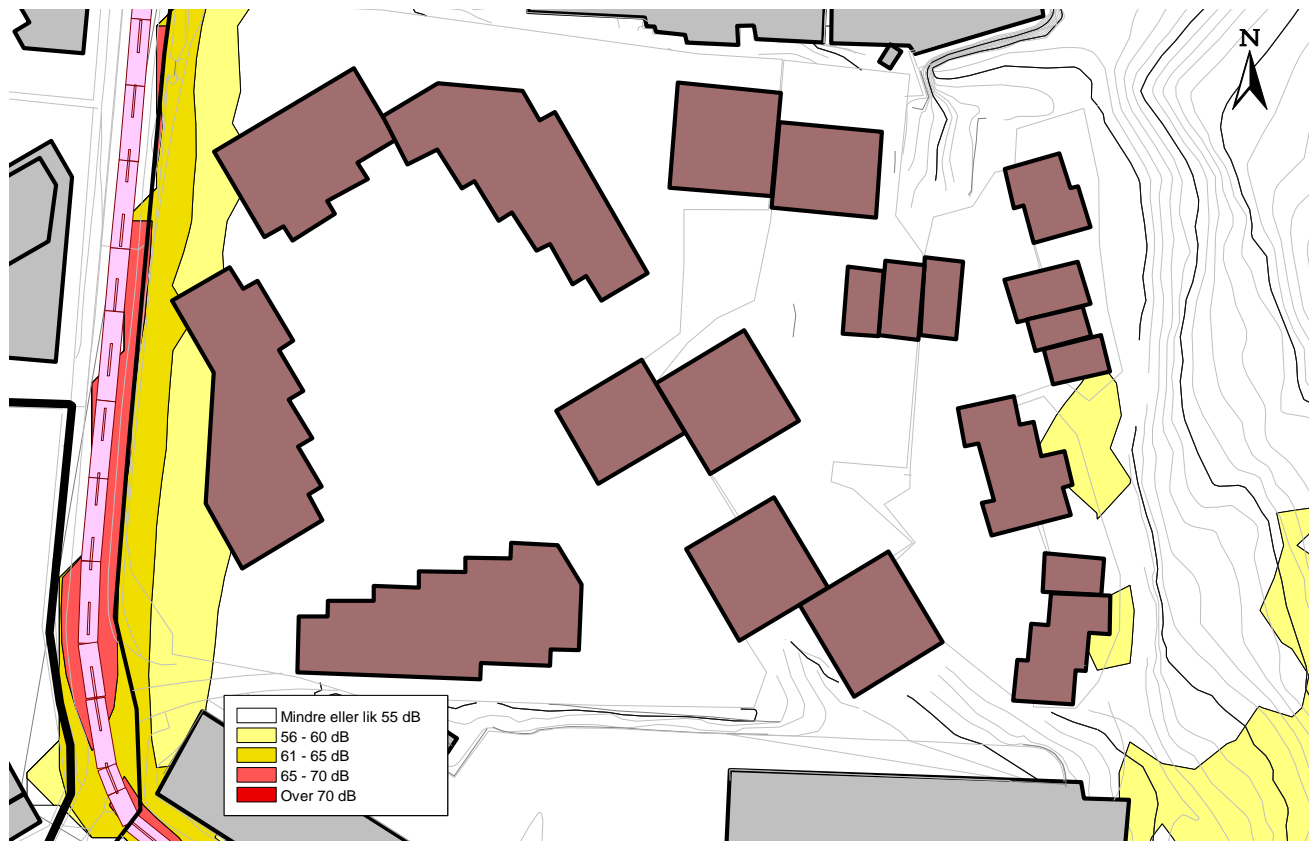 N
Mindre eller lik 55 dB
56 - 60 dB
61 - 65 dB
65 - 70 dB
Over 70 dB